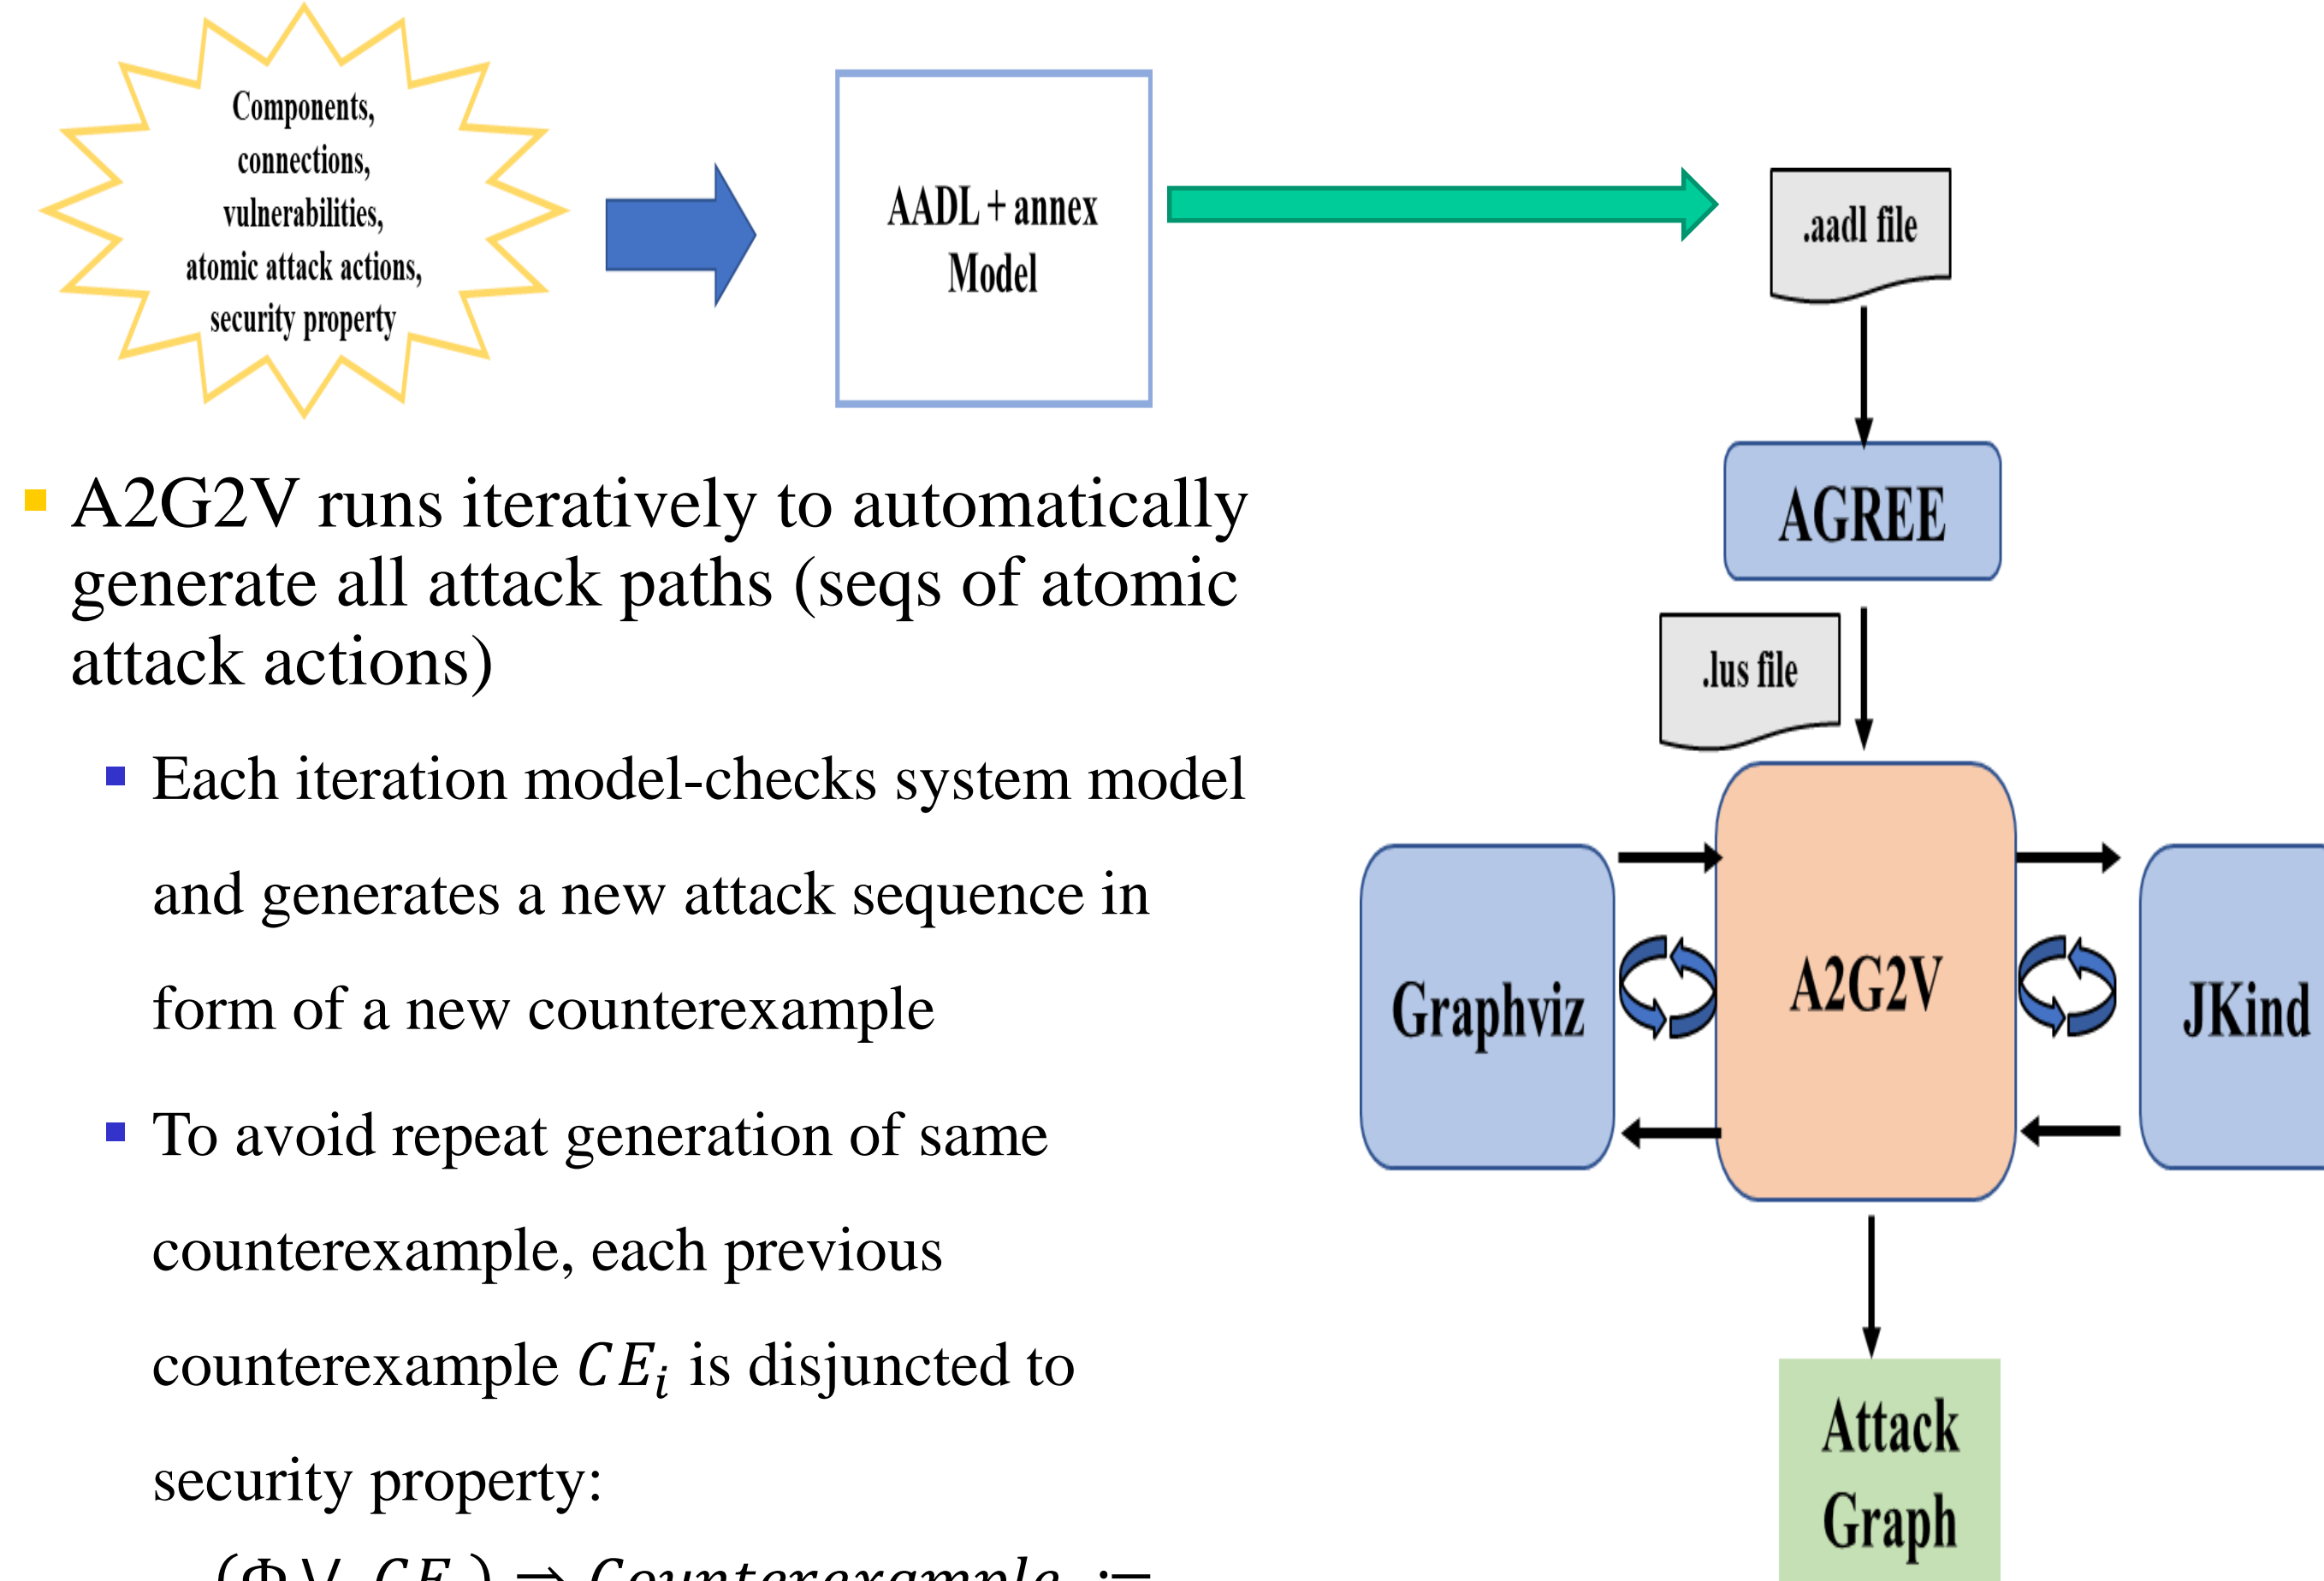 Components,
connections,
vulnerabilities,
atomic attack actions,
security property
AADL + annex
Model
.aadl file
AGREE
.lus file
Graphviz
A2G2V
JKind
Attack
Graph
A2G2V runs iteratively to automatically
generate all attack paths (seqs of atomic
attack actions)
Each iteration model-checks system model
and generates a new attack sequence in
form of a new counterexample
To avoid repeat generation of same
counterexample, each previous
counterexample CEᵢ is disjuncted to
security property:
(Φ ∨ CE ) ⇒ Counterexample :=